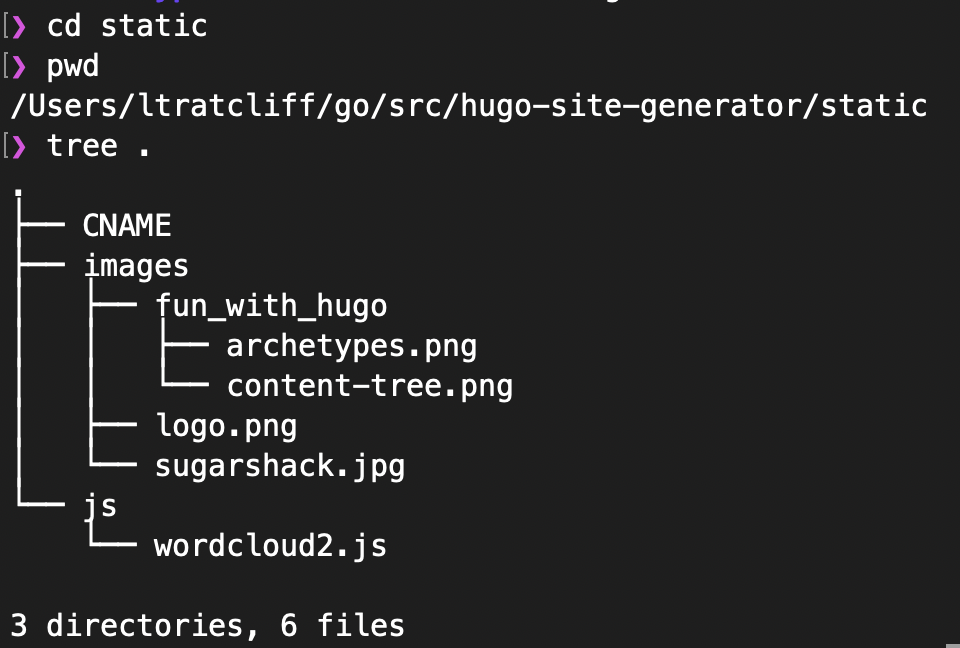 [❯ cd static
[❯ pwd
/Users/ltratcliff/go/src/hugo-site-generator/static
[❯ tree .
.
├── CNAME
├── images
│   ├── fun_with_hugo
│   │   ├── archetypes.png
│   │   └── content-tree.png
│   ├── logo.png
│   └── sugarshack.jpg
└── js
    └── wordcloud2.js

3 directories, 6 files